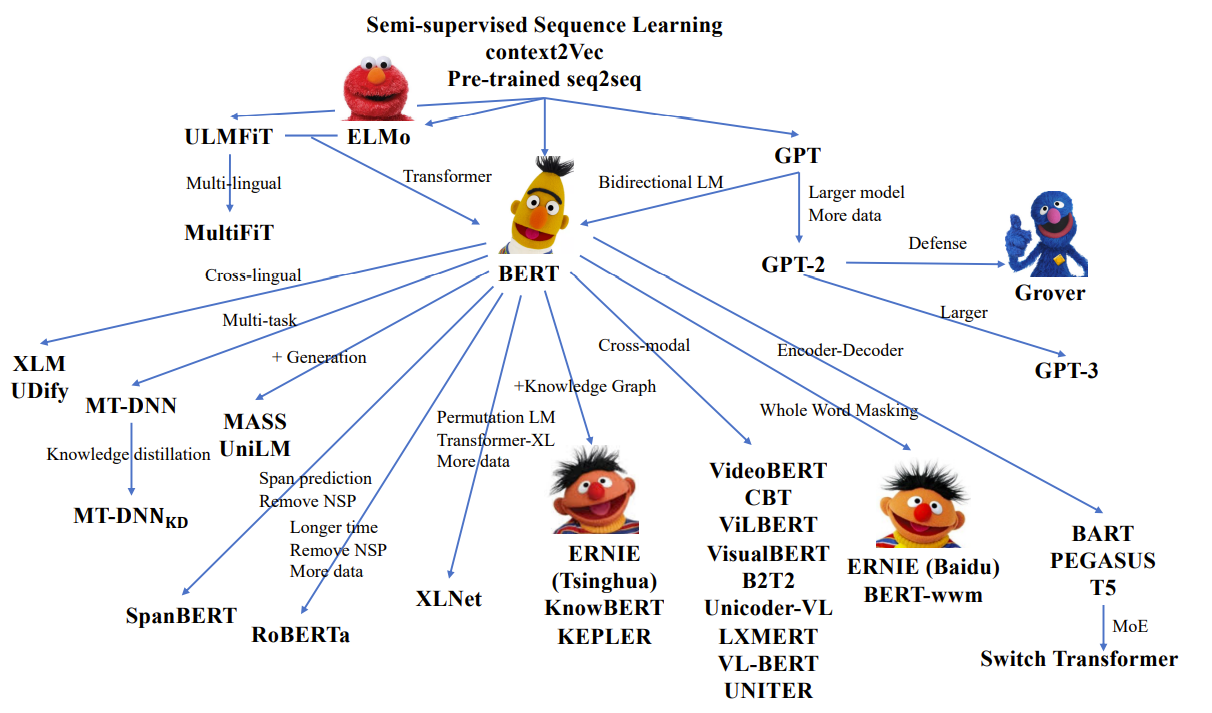 Semi-supervised Sequence Learning
context2Vec
Pre-trained seq2seq
ULMFiT
ELMo
GPT
Multi-lingual
Transformer
Bidirectional LM
Larger model
More data
MultiFiT
Defense
BERT
GPT-2
Grover
Cross-lingual
Multi-task
Larger
+ Generation
Cross-modal
Encoder-Decoder
XLM
UDify
GPT-3
+Knowledge Graph
MT-DNN
Whole Word Masking
MASS
UniLM
Permutation LM
Transformer-XL
More data
Knowledge distillation
Span prediction
Remove NSP
MT-DNNKD
Longer time
Remove NSP
More data
VideoBERT
CBT
ViLBERT
VisualBERT
B2T2
Unicoder-VL
LXMERT
VL-BERT
UNITER
ERNIE
(Tsinghua)
KnowBERT
KEPLER
ERNIE (Baidu)
BERT-wwm
BART
PEGASUS
T5
XLNet
SpanBERT
RoBERTa
MoE
Switch Transformer